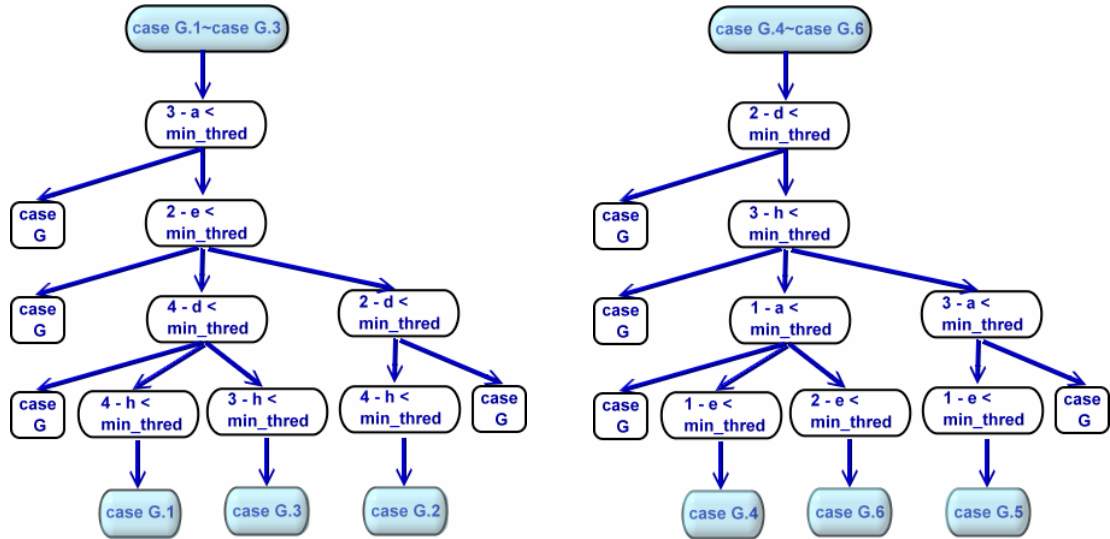 case G.1~case G.3
3 - a <
min_thred
case
G
2 - e <
min_thred
case
G
4 - d <
min_thred
2 - d <
min_thred
case
G
4 - h <
min_thred
3 - h <
min_thred
4 - h <
min_thred
case
G
case G.1
case G.3
case G.2
case G.4~case G.6
2 - d <
min_thred
case
G
3 - h <
min_thred
case
G
1 - a <
min_thred
3 - a <
min_thred
case
G
1 - e <
min_thred
2 - e <
min_thred
1 - e <
min_thred
case
G
case G.4
case G.6
case G.5